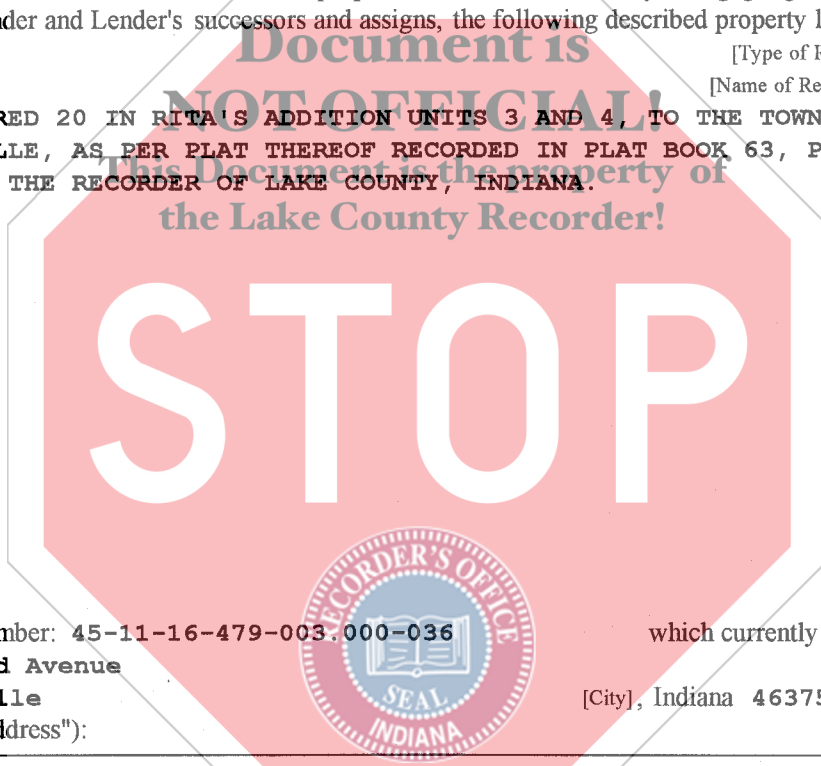 nder and Lender's successors and assigns, the following described property l
Document is
[Type of R
[Name of Re
NOT OFFICIAL!
RED 20 IN RITA'S ADDITION UNITS 3 AND 4, TO THE TOWN
LLE, AS PER PLAT THEREOF RECORDED IN PLAT BOOK 63, P
This Document is the property of
THE RECORDER OF LAKE COUNTY, INDIANA.
the Lake County Recorder!
STOP
RECORDER'S OFFICE
SEAL
INDIANA
mber: 45-11-16-479-003.000-036 which currently
d Avenue
lle [City], Indiana 46375
ddress"):